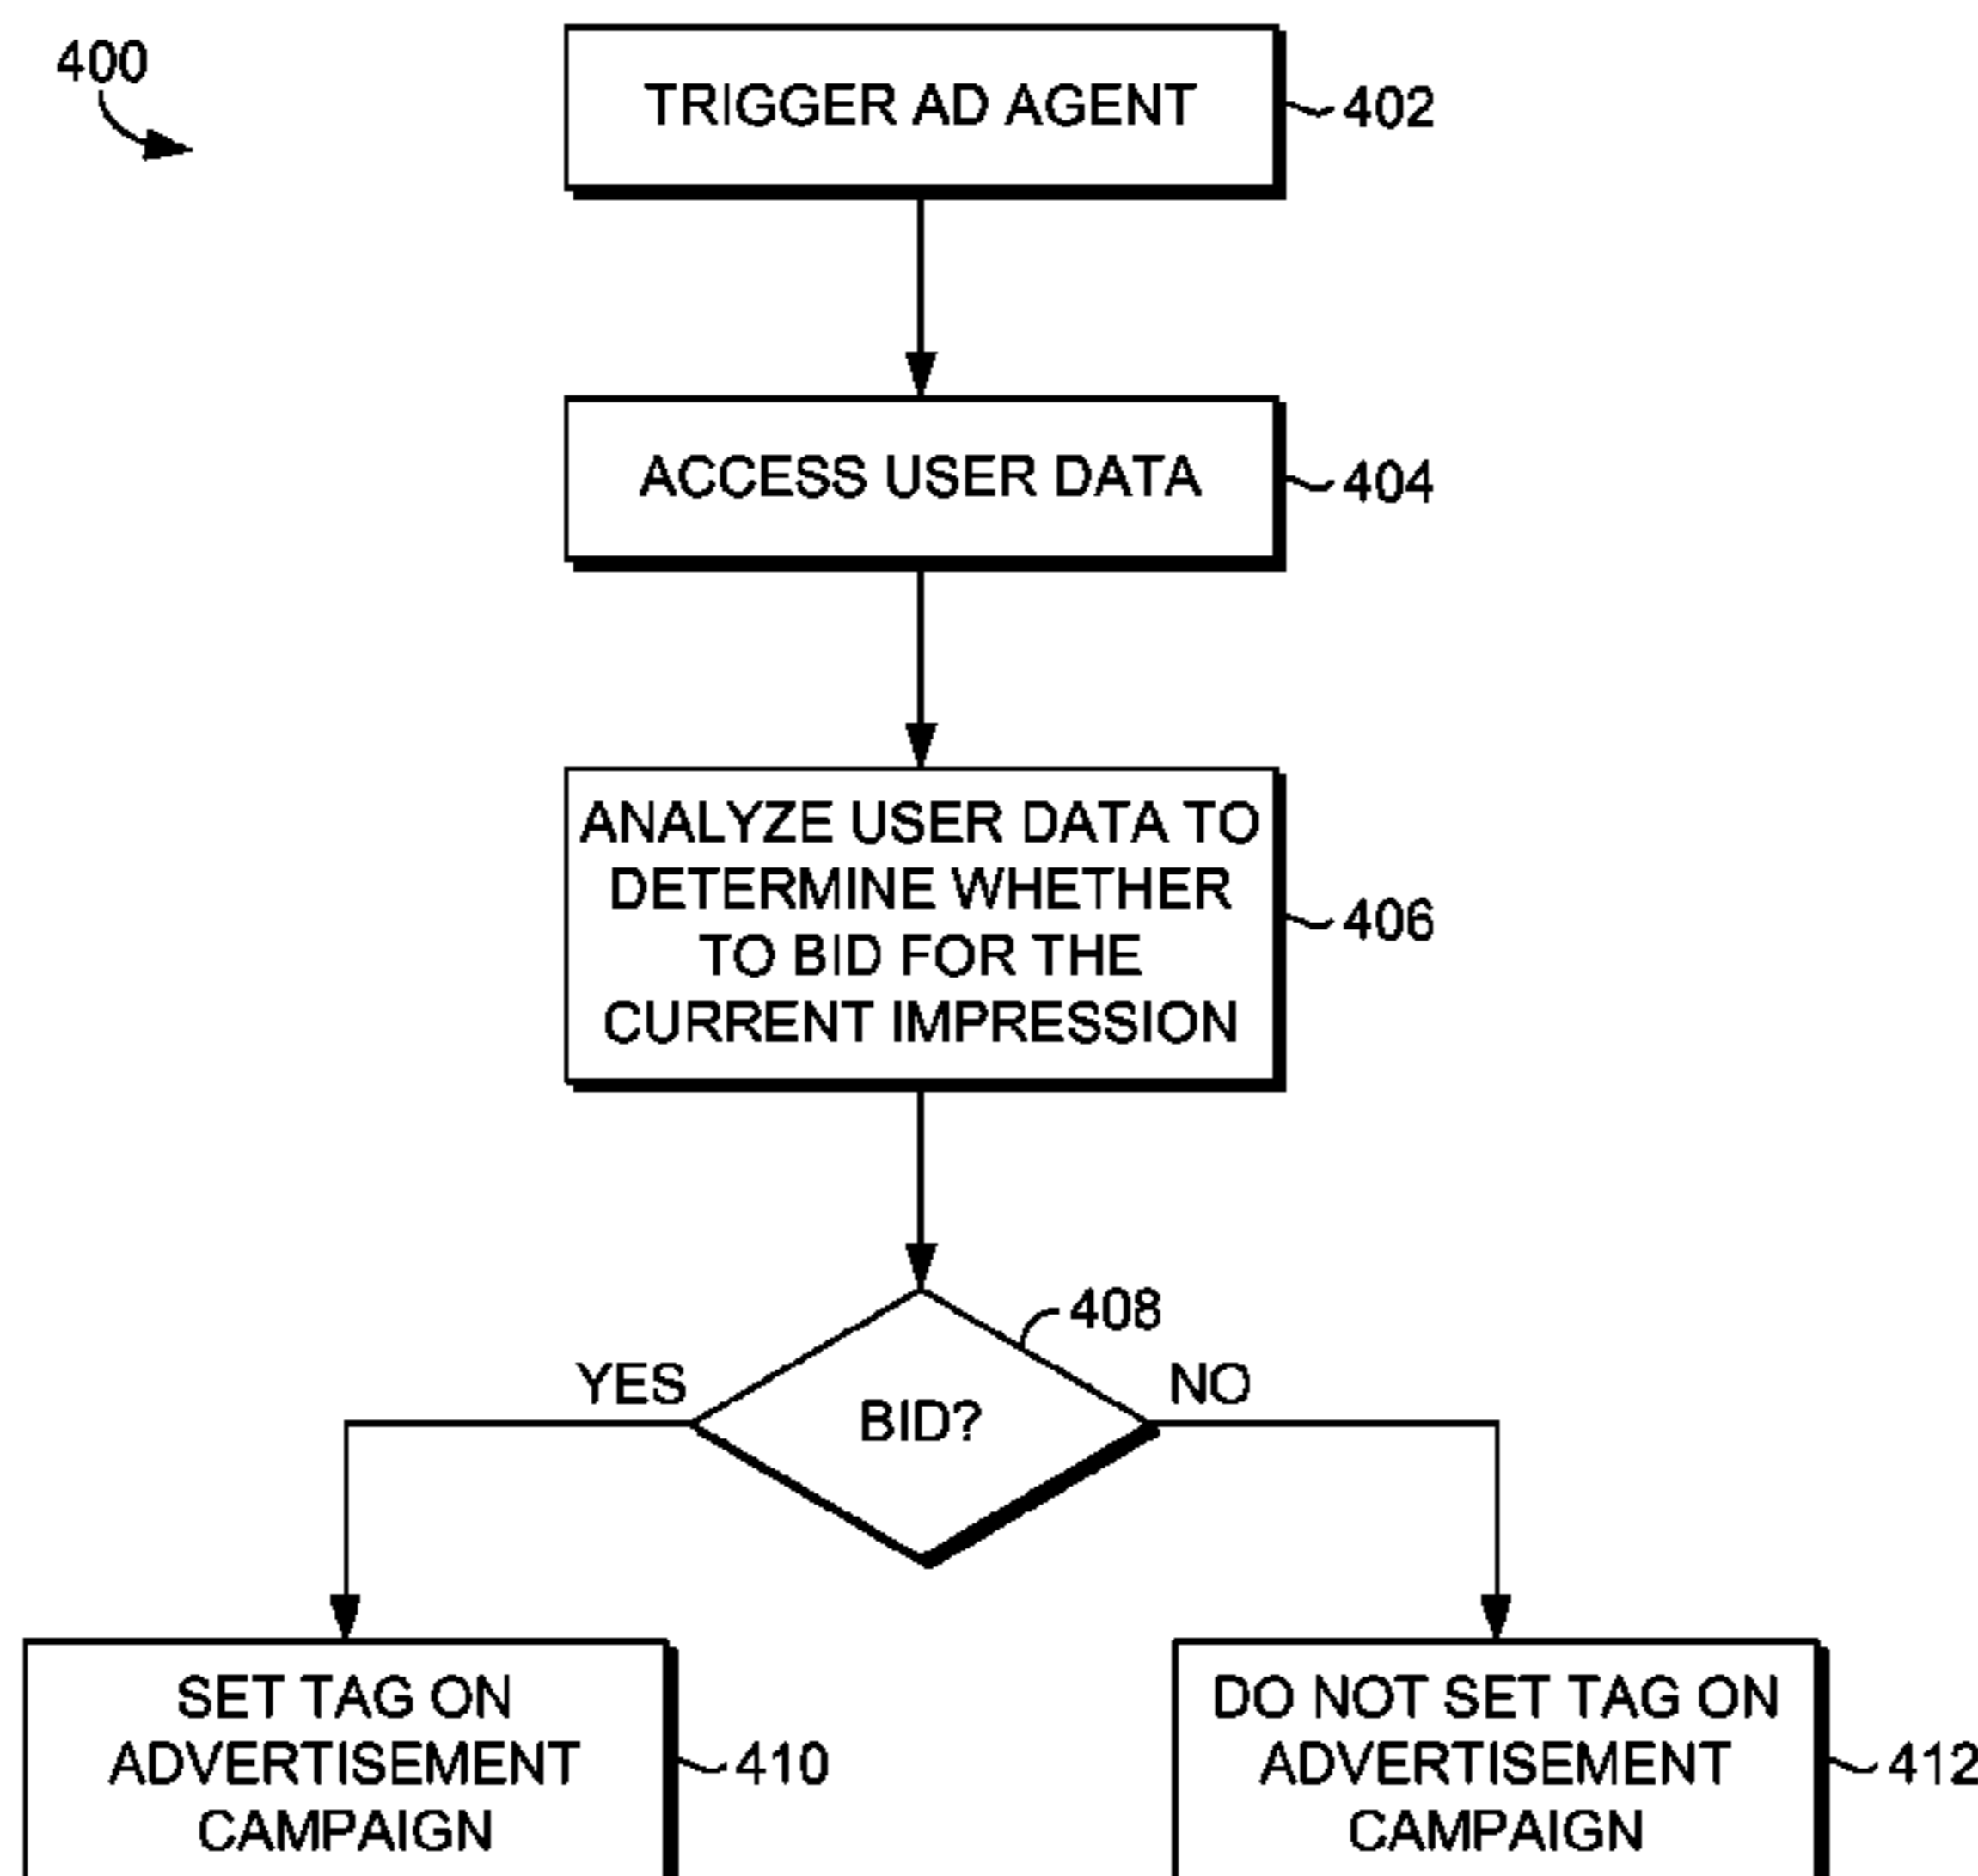 400
TRIGGER AD AGENT
402
ACCESS USER DATA
404
ANALYZE USER DATA TO
DETERMINE WHETHER
TO BID FOR THE
CURRENT IMPRESSION
406
408
YES
BID?
NO
SET TAG ON
ADVERTISEMENT
CAMPAIGN
410
DO NOT SET TAG ON
ADVERTISEMENT
CAMPAIGN
412